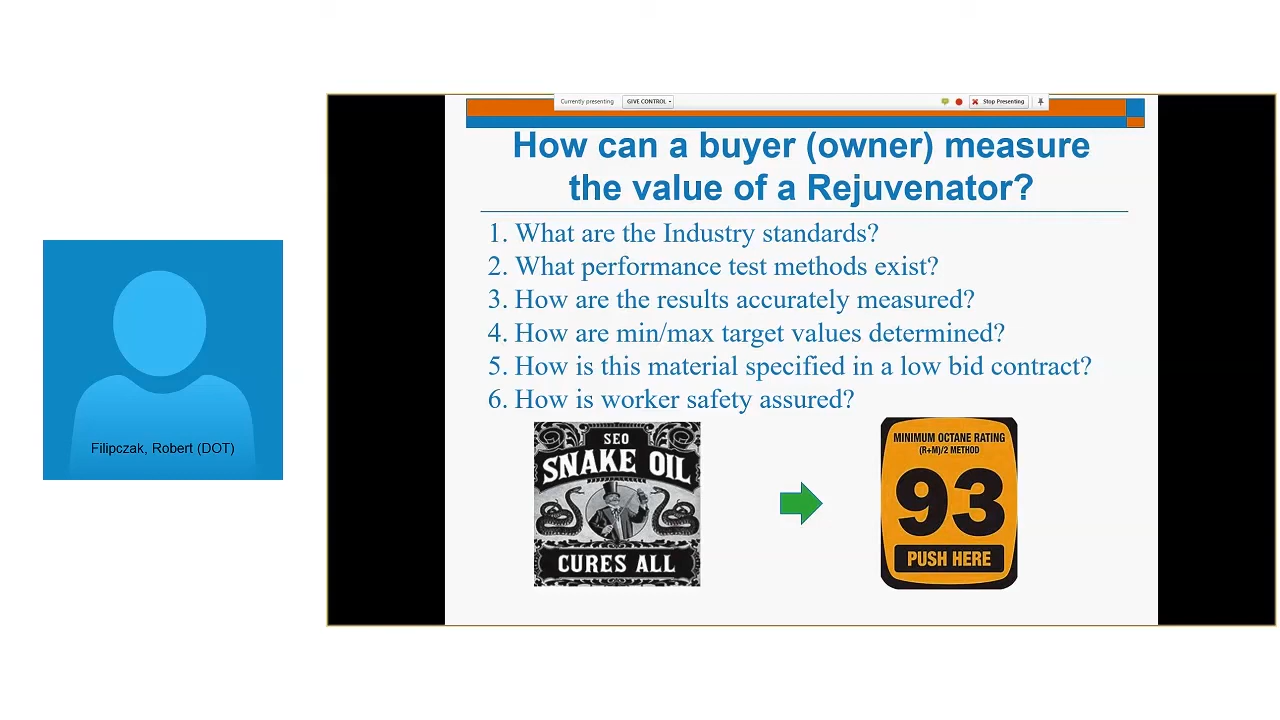 Currently presenting
GIVE CONTROL
Stop Presenting
How can a buyer (owner) measure
the value of a Rejuvenator?
1. What are the Industry standards?
2. What performance test methods exist?
3. How are the results accurately measured?
4. How are min/max target values determined?
5. How is this material specified in a low bid contract?
6. How is worker safety assured?
Filipczak, Robert (DOT)
SEO
SNAKE OIL
CURES ALL
MINIMUM OCTANE RATING
(R+M)/2 METHOD
93
PUSH HERE